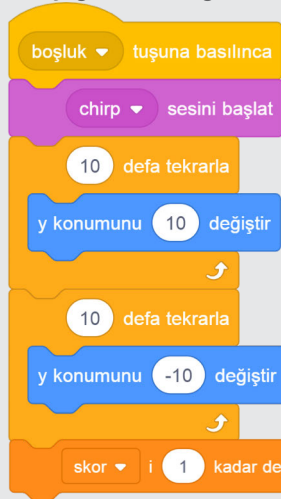 boşluk tuşuna basılınca
chirp sesini başlat
10 defa tekrarla
y konumunu 10 değiştir
10 defa tekrarla
y konumunu -10 değiştir
skor i 1 kadar de